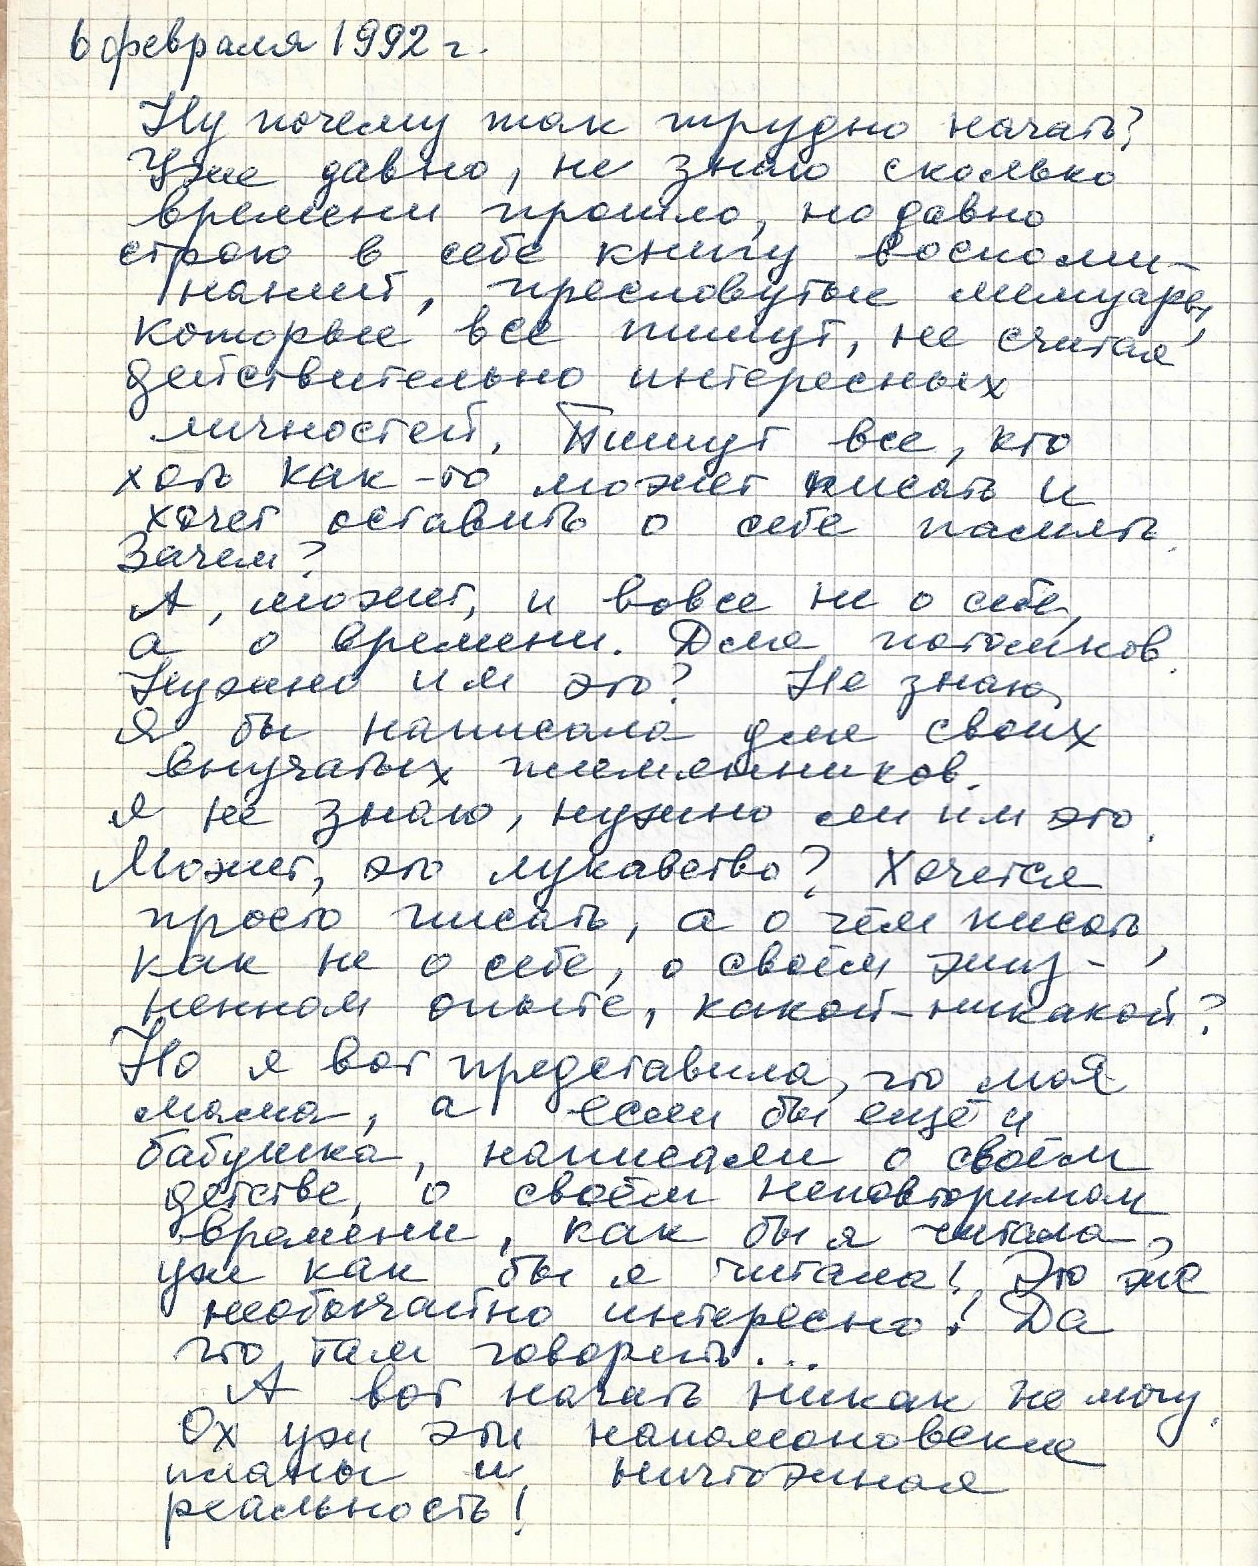 6 февраля 1992 г.
Ну почему так трудно начать?
Уже давно, не знаю сколько
времени прошло, но давно
строю в себе книгу воспоми-
наний, пресловутые мемуары,
которые все пишут, не считая
действительно интересных
личностей. Пишут все, кто
хоть как-то может писать и
хочет оставить о себе память.
Зачем?
А, может, и вовсе не о себе,
а о времени. Для потомков.
Нужно им это? Не знаю,
Я бы написала для своих
внучатых племянников.
Я не знаю, нужно ли им это.
Может, это лукавство? Хочется
просто писать, а о чём писать,
как не о себе, о своём жиз-
ненном опыте, какой-никакой?
Но я вот представила, что моя
мама, а если бы ещё и
бабушка, написали о своём
детстве, о своём неповторимом
времени, как бы я читала,
уж как бы я читала! Это же
необычайно интересно! Да
что там говорить...
А вот начать никак не могу.
Ох уж эти наполеоновские
планы и ничтожная
реальность!